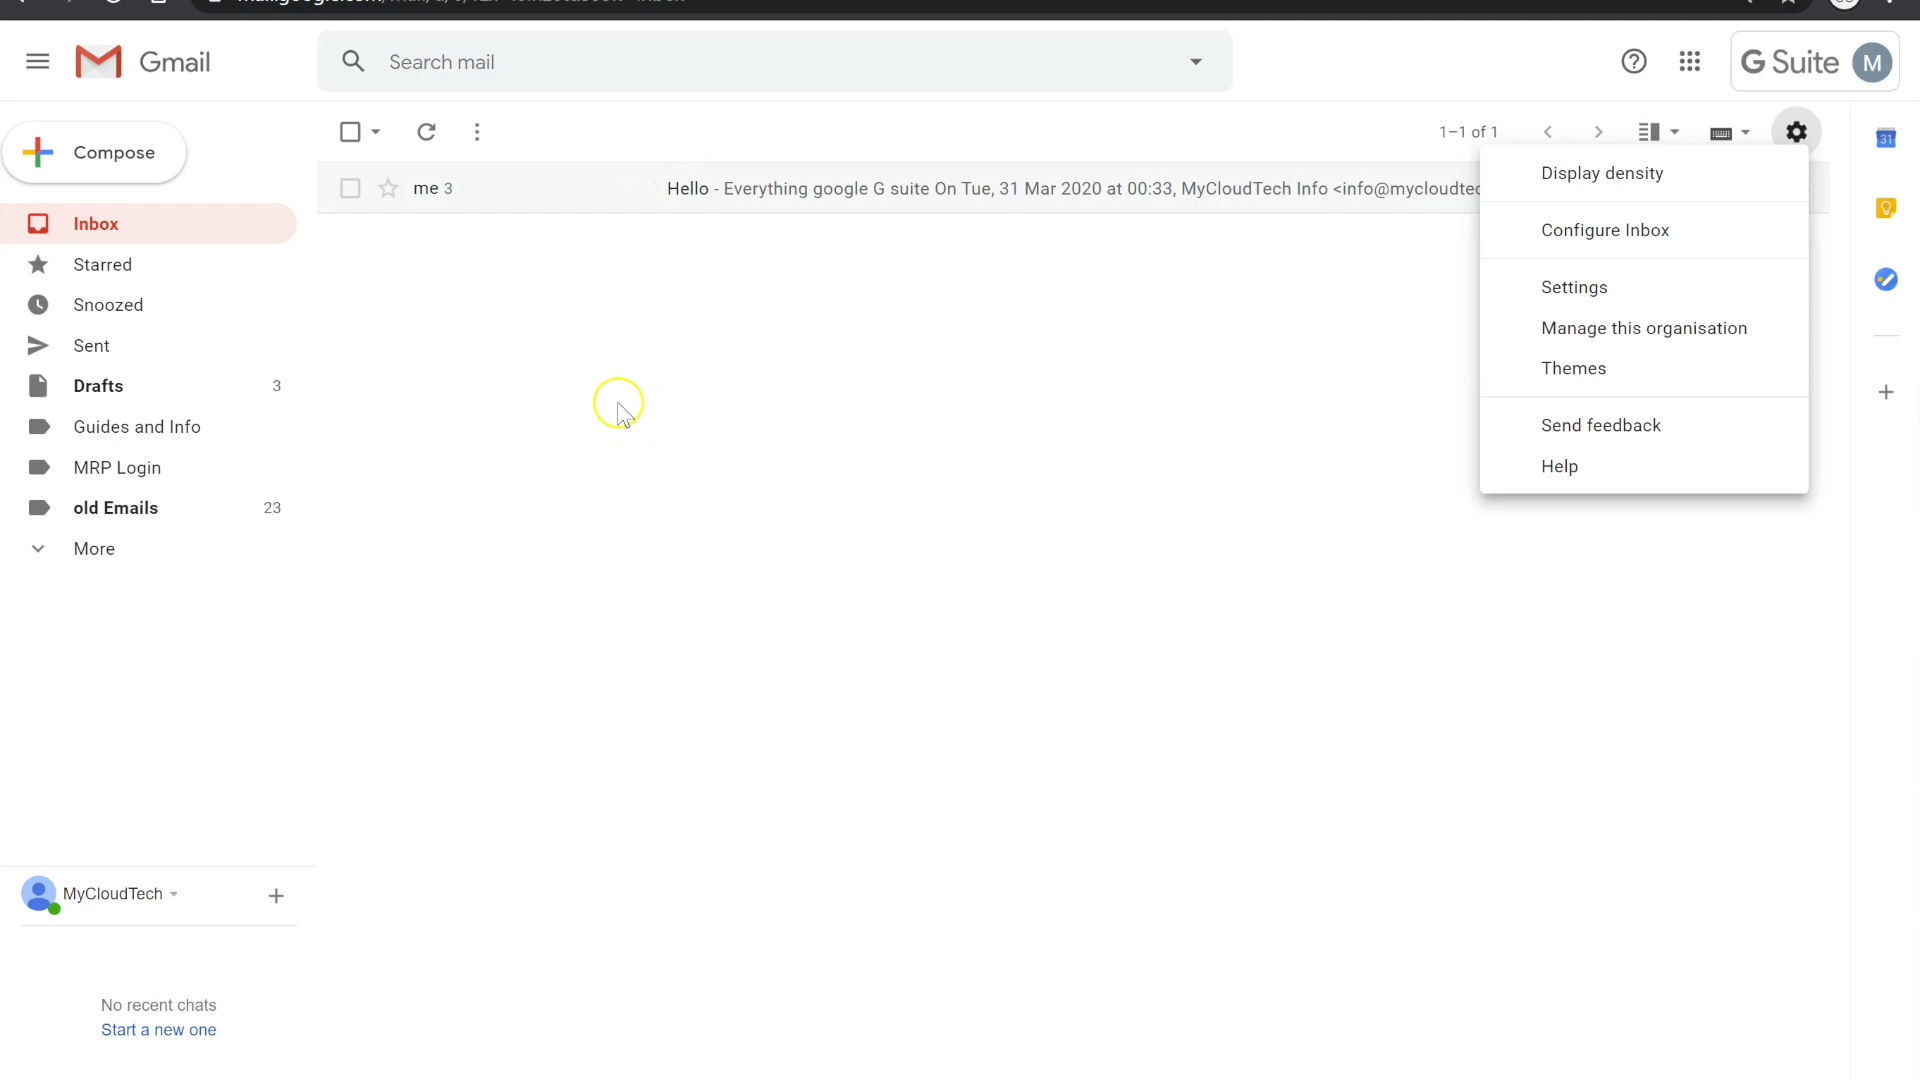 Gmail
Search mail
G Suite M
Compose
1–1 of 1
31
me 3
Hello - Everything google G suite On Tue, 31 Mar 2020 at 00:33, MyCloudTech Info <info@mycloudtec
Display density
Configure Inbox
Settings
Manage this organisation
Themes
Send feedback
Help
Inbox
Starred
Snoozed
Sent
Drafts 3
Guides and Info
MRP Login
old Emails 23
More
MyCloudTech
No recent chats
Start a new one